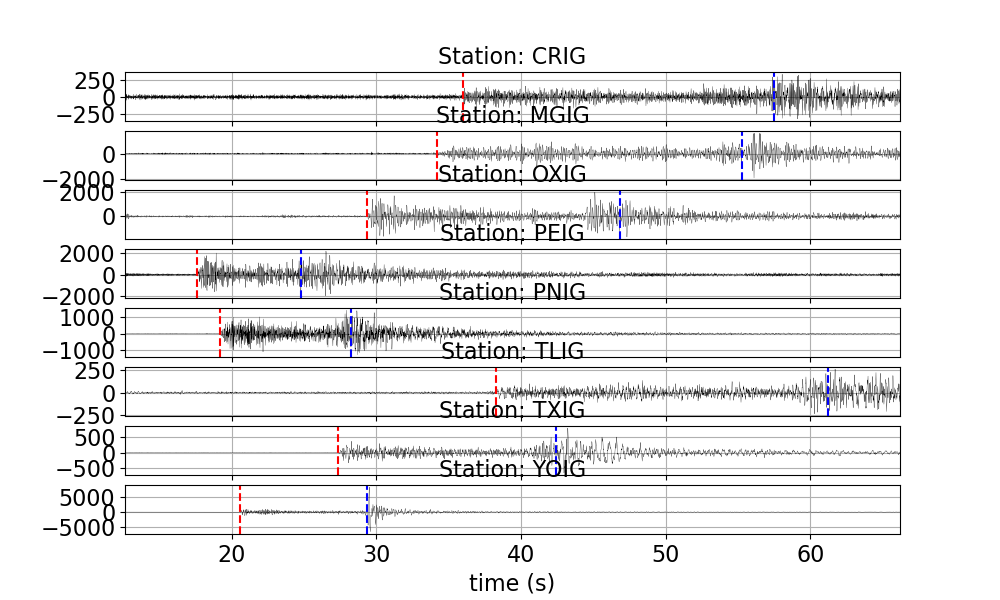 Station: CRIG
250
0
−250
Station: MGIG
0
−2000
Station: OXIG
2000
0
Station: PEIG
2000
0
−2000
Station: PNIG
1000
0
−1000
Station: TLIG
250
0
−250
Station: TXIG
500
0
−500
Station: YOIG
5000
0
−5000
20 30 40 50 60
time (s)